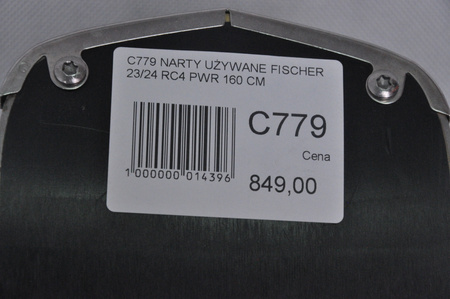 C779 NARTY UŻYWANE FISCHER
23/24 RC4 PWR 160 CM
C779
Cena
849,00
1 000000 014396